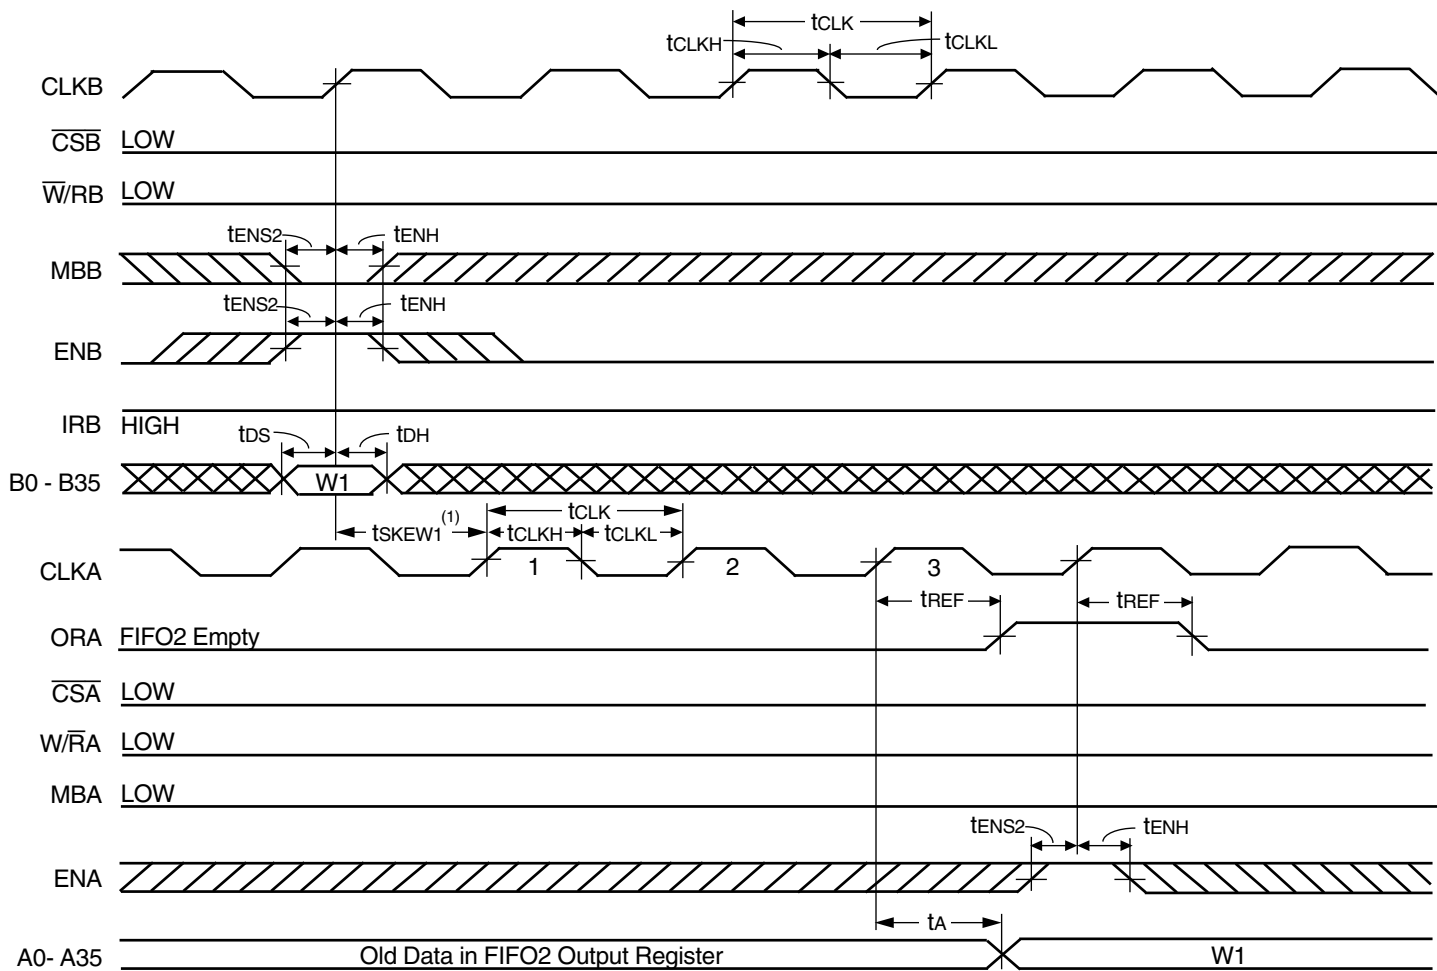 tCLK
tCLKH
tCLKL
CLKB
CSB LOW
W/RB LOW
tENS2 tENH
MBB
tENS2 tENH
ENB
IRB HIGH
tDS tDH
B0 - B35 W1
tSKEW1(1) tCLK
tCLKH tCLKL
CLKA 1 2 3
tREF tREF
ORA FIFO2 Empty
CSA LOW
W/RA LOW
MBA LOW
tENS2 tENH
ENA
tA
A0- A35 Old Data in FIFO2 Output Register W1